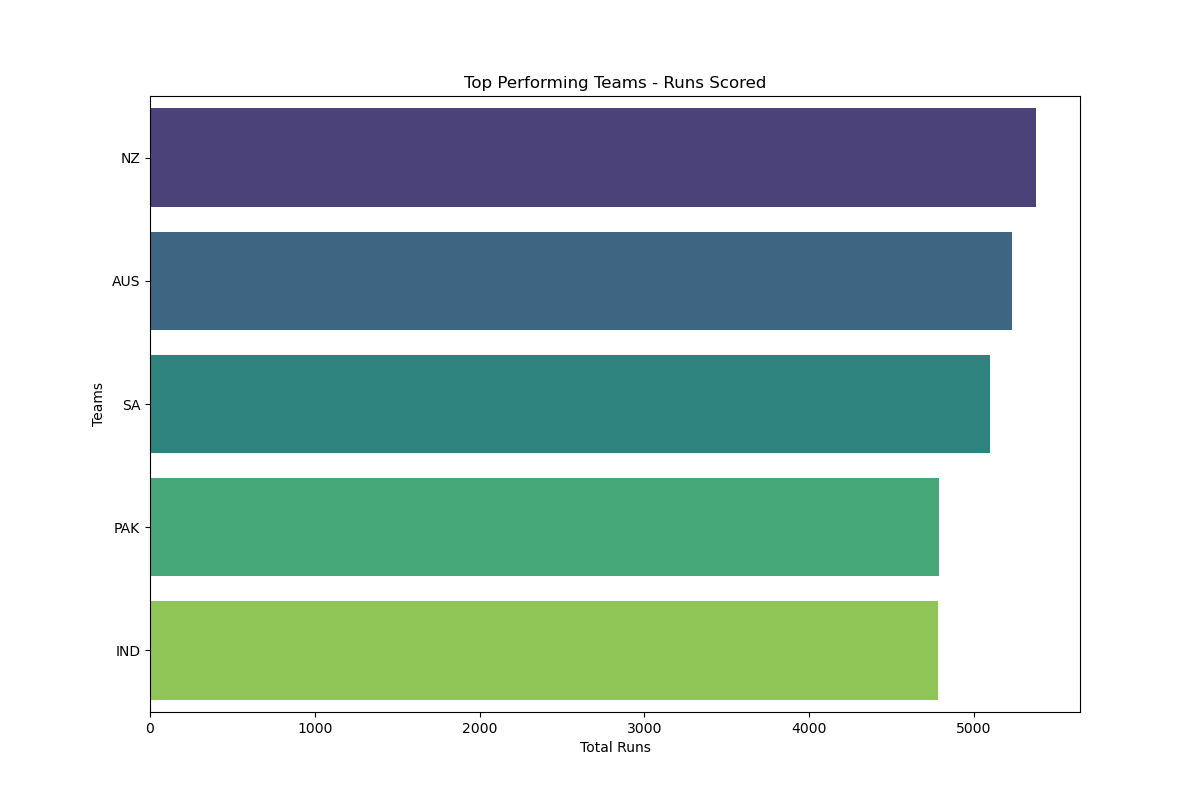 Top Performing Teams - Runs Scored
NZ
AUS
SA
PAK
IND
Teams
0 1000 2000 3000 4000 5000
Total Runs